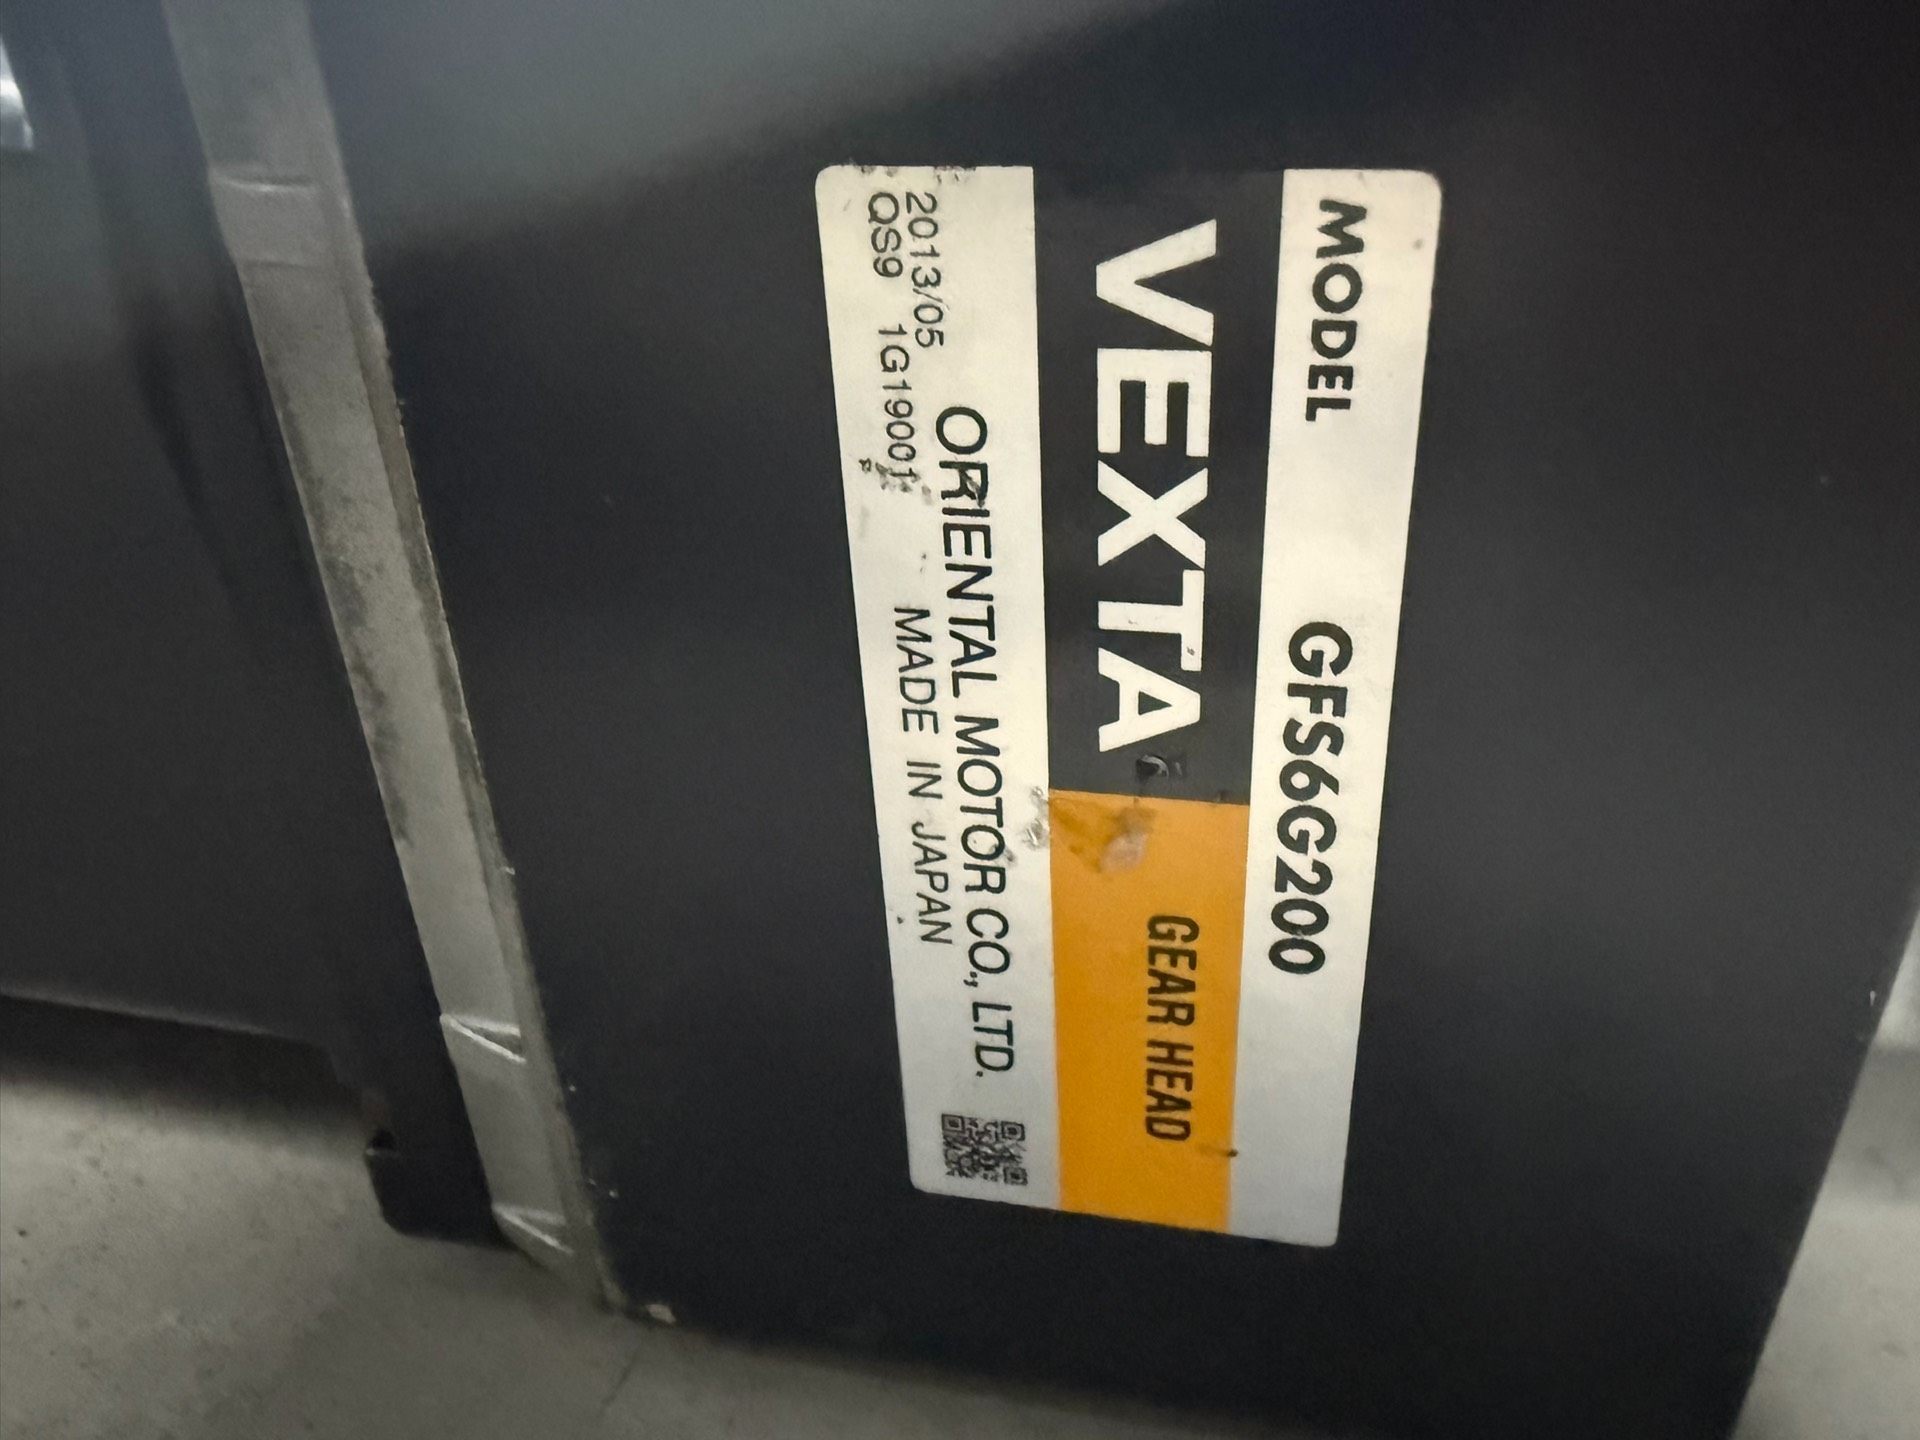 MODEL GFS6G200
VEXTA GEAR HEAD
ORIENTAL MOTOR CO., LTD.
2013/05
QS9 1G19001 MADE IN JAPAN